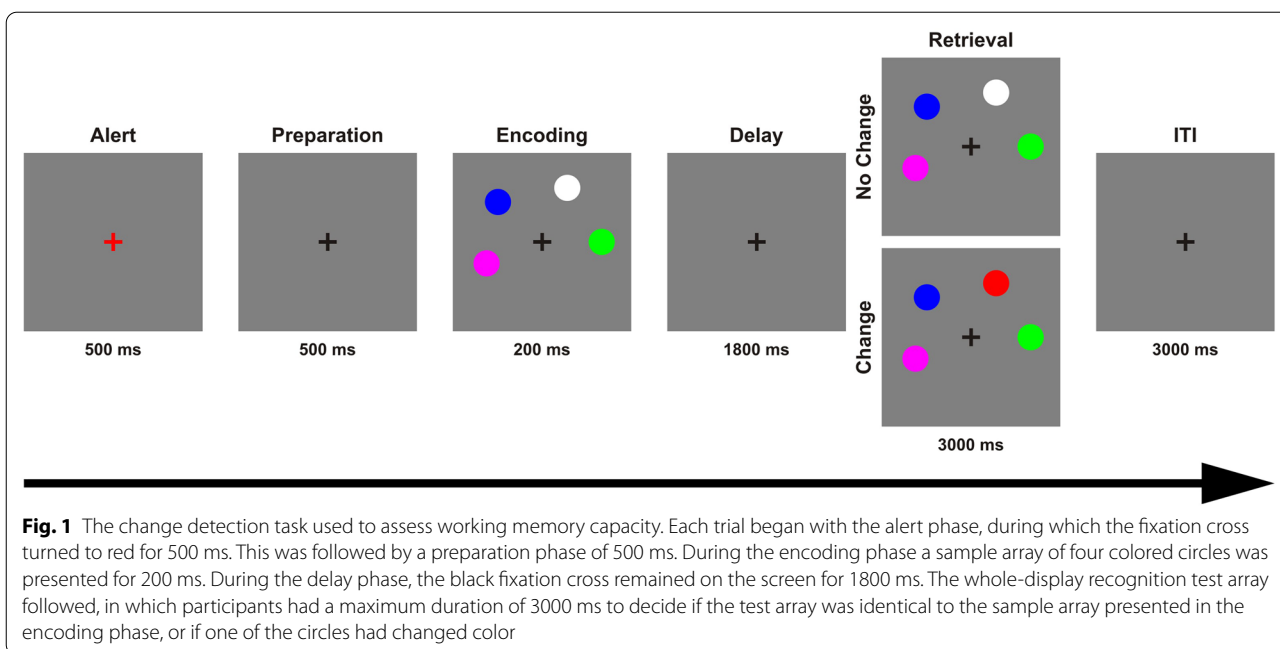 Retrieval
Alert
Preparation
Encoding
Delay
No Change
ITI
500 ms
500 ms
200 ms
1800 ms
Change
3000 ms
3000 ms
Fig. 1 The change detection task used to assess working memory capacity. Each trial began with the alert phase, during which the fixation cross
turned to red for 500 ms. This was followed by a preparation phase of 500 ms. During the encoding phase a sample array of four colored circles was
presented for 200 ms. During the delay phase, the black fixation cross remained on the screen for 1800 ms. The whole-display recognition test array
followed, in which participants had a maximum duration of 3000 ms to decide if the test array was identical to the sample array presented in the
encoding phase, or if one of the circles had changed color